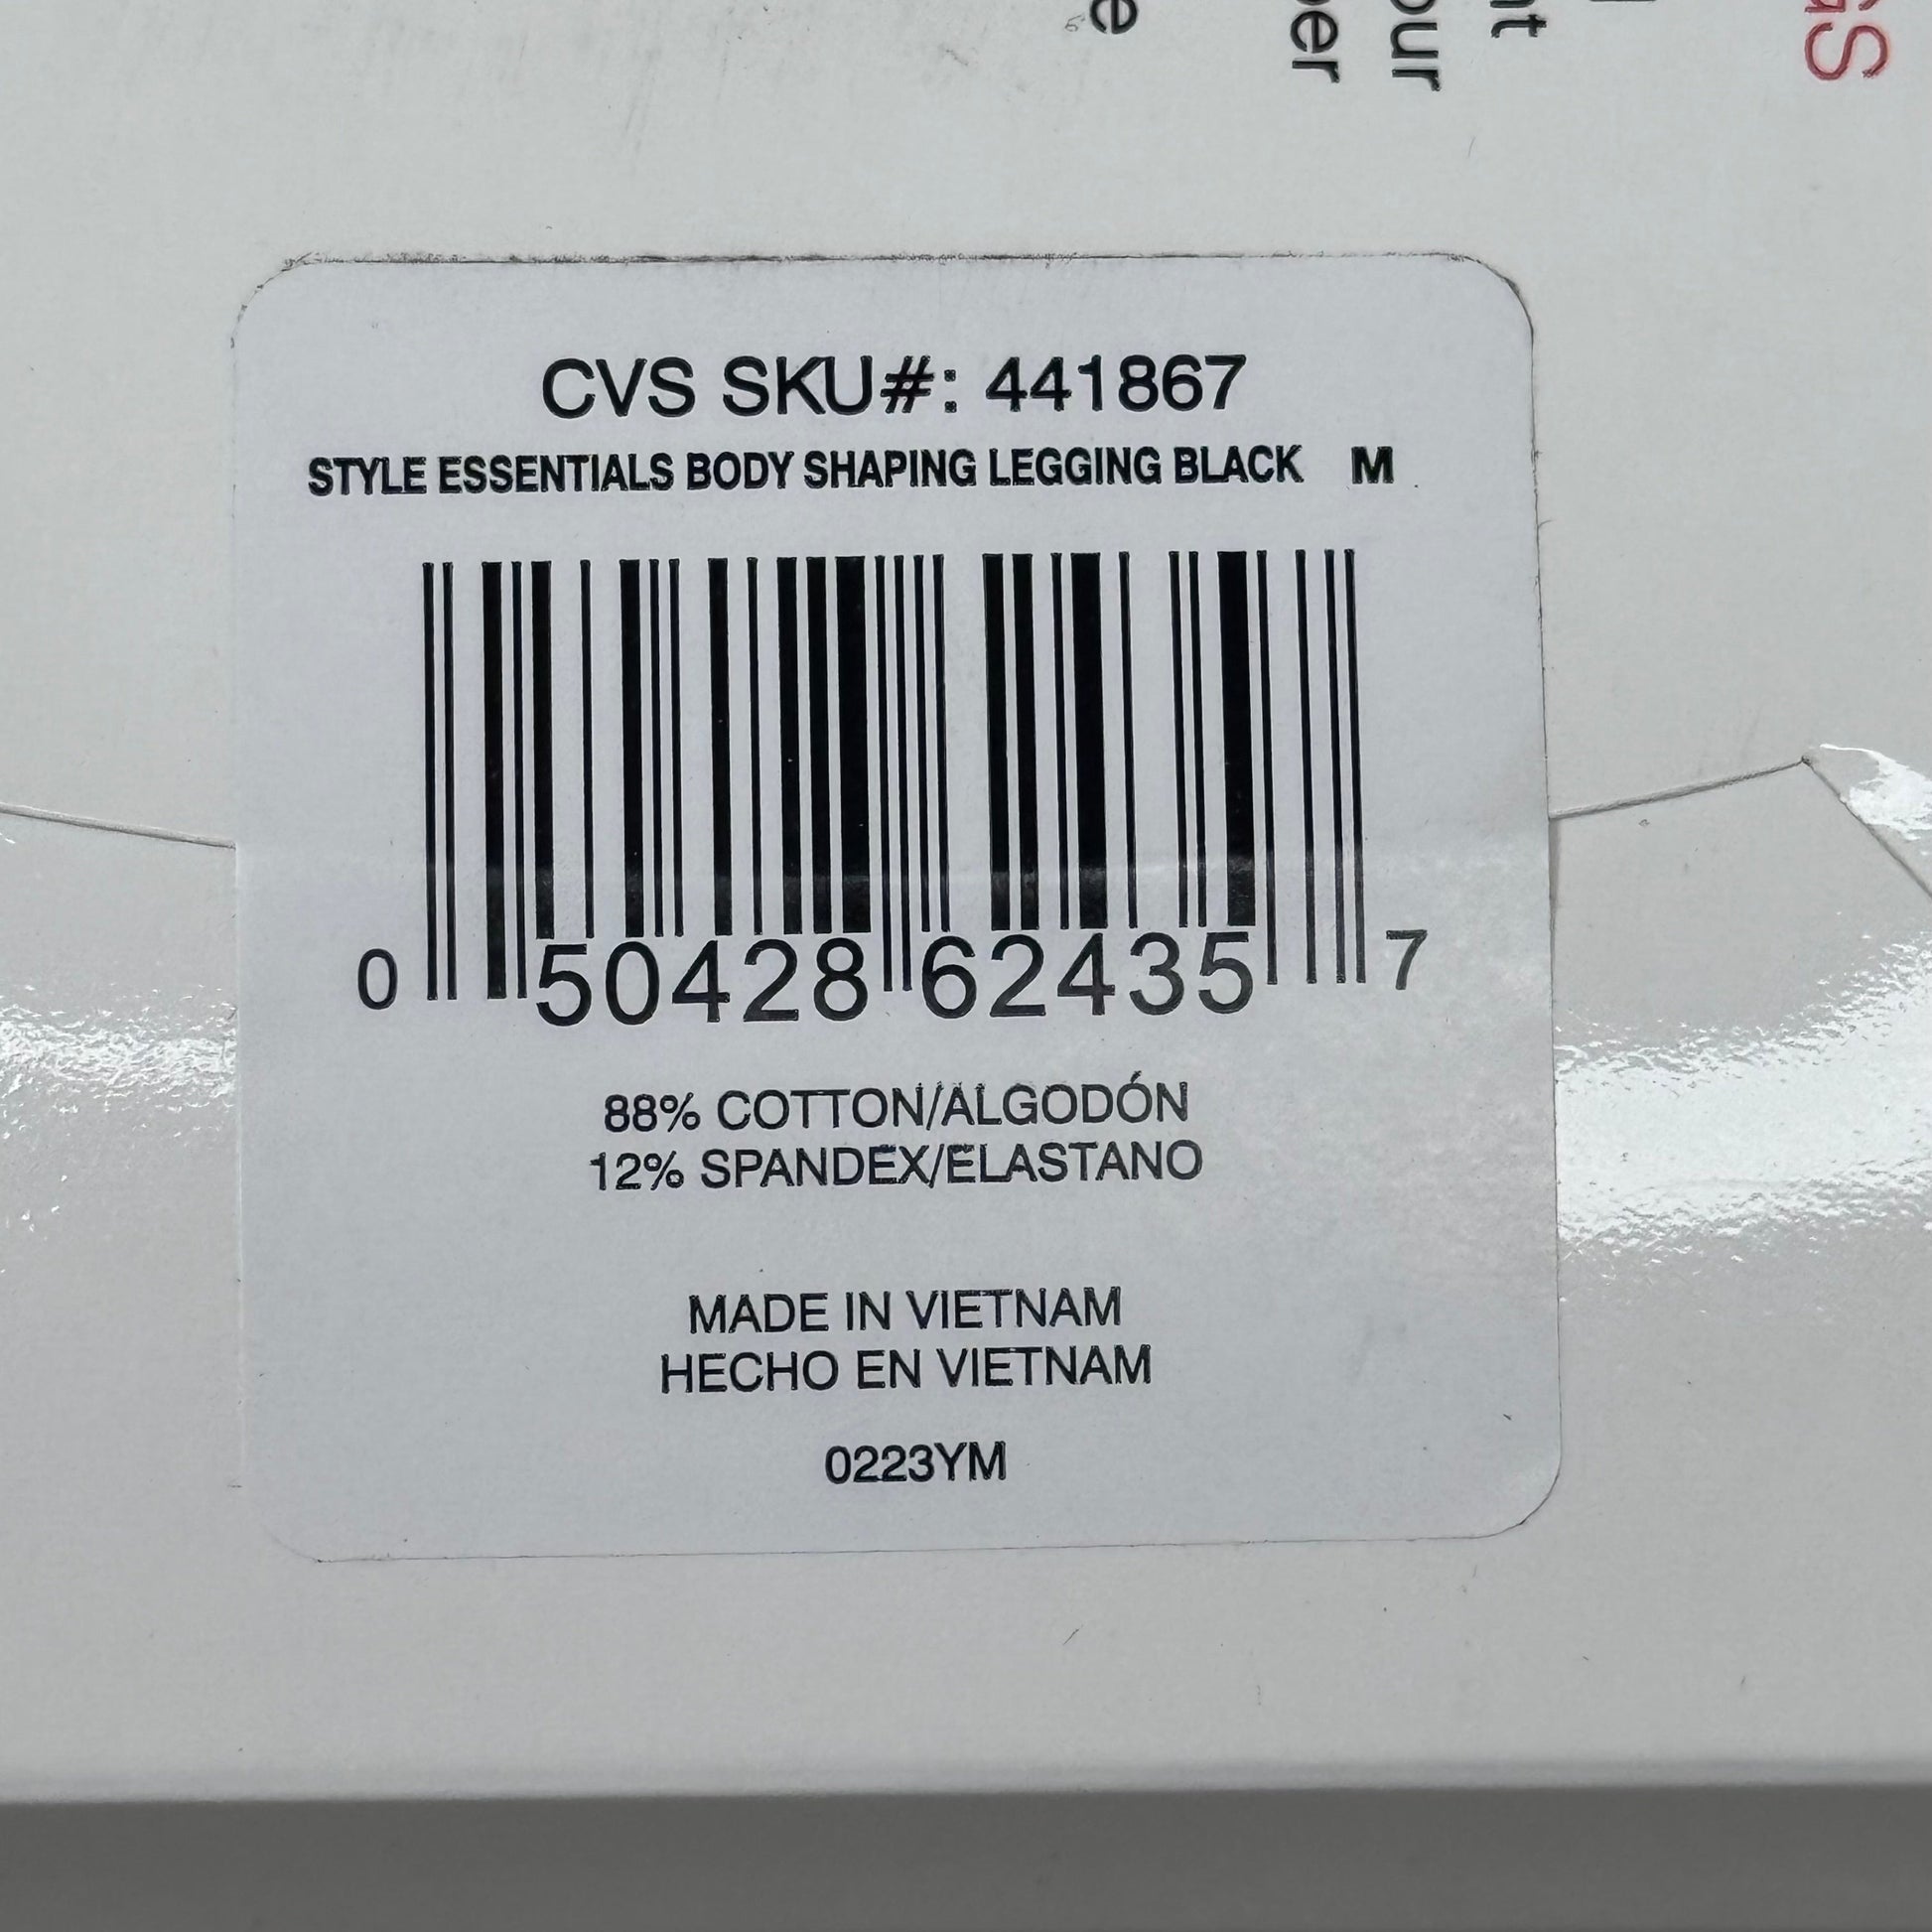 CVS SKU#: 441867
STYLE ESSENTIALS BODY SHAPING LEGGING BLACK M
0 50428 62435 7
88% COTTON/ALGODÓN
12% SPANDEX/ELASTANO
MADE IN VIETNAM
HECHO EN VIETNAM
0223YM